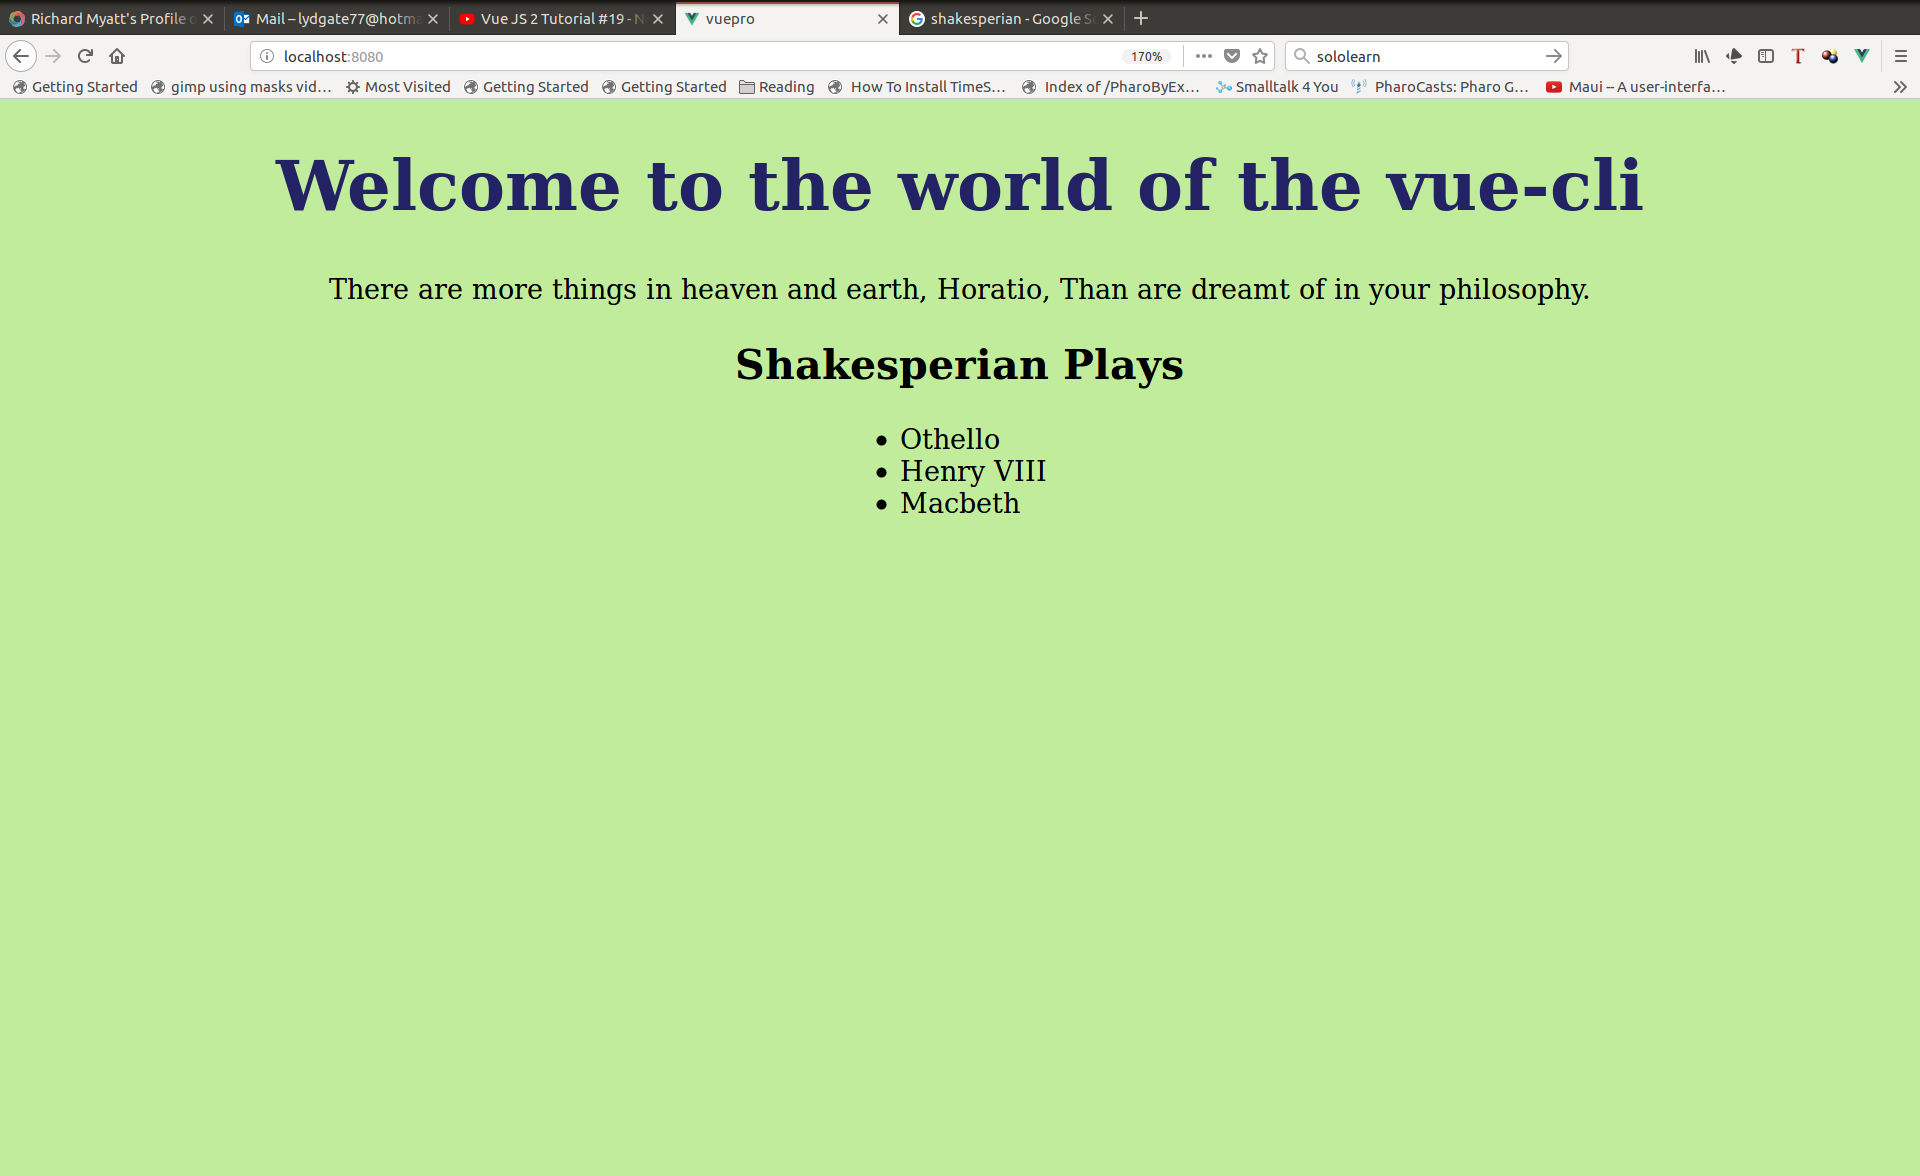 Richard Myatt's Profile
Mail – lydgate77@hotma
Vue JS 2 Tutorial #19 - N
vuepro
shakesperian - Google Se
localhost:8080
170%
sololearn
Getting Started
gimp using masks vid...
Most Visited
Getting Started
Getting Started
Reading
How To Install TimeS...
Index of /PharoByEx...
Smalltalk 4 You
PharoCasts: Pharo G...
Maui – A user-interfa...
Welcome to the world of the vue-cli
There are more things in heaven and earth, Horatio, Than are dreamt of in your philosophy.
Shakesperian Plays
Othello
Henry VIII
Macbeth